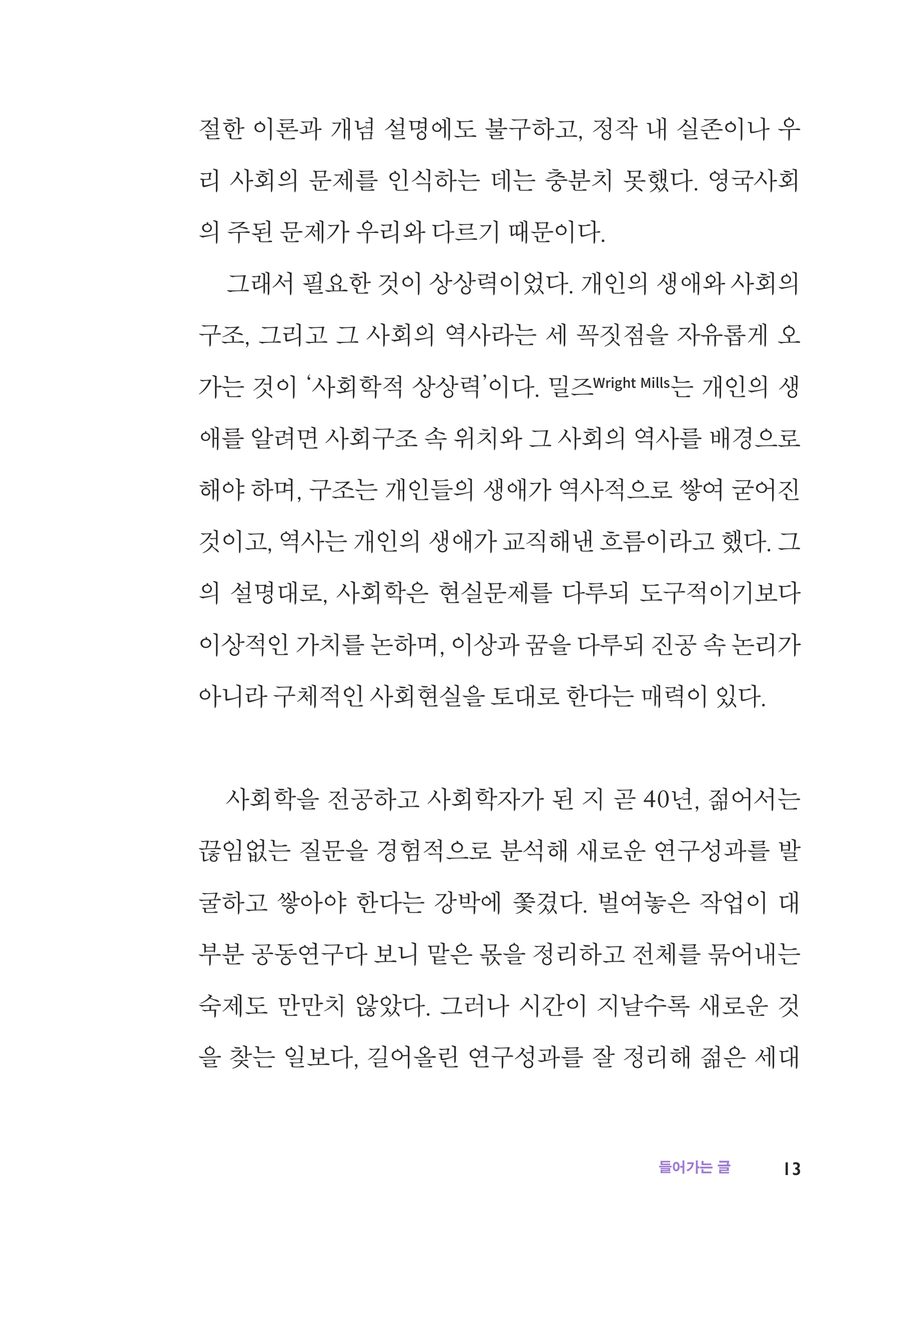 절한 이론과 개념 설명에도 불구하고, 정작 내 실존이나 우
리 사회의 문제를 인식하는 데는 충분치 못했다. 영국사회
의 주된 문제가 우리와 다르기 때문이다.
그래서 필요한 것이 상상력이었다. 개인의 생애와 사회의
구조, 그리고 그 사회의 역사라는 세 꼭짓점을 자유롭게 오
가는 것이 ‘사회학적 상상력’이다. 밀즈Wright Mills는 개인의 생
애를 알려면 사회구조 속 위치와 그 사회의 역사를 배경으로
해야 하며, 구조는 개인들의 생애가 역사적으로 쌓여 굳어진
것이고, 역사는 개인의 생애가 교직해낸 흐름이라고 했다. 그
의 설명대로, 사회학은 현실문제를 다루되 도구적이기보다
이상적인 가치를 논하며, 이상과 꿈을 다루되 진공 속 논리가
아니라 구체적인 사회현실을 토대로 한다는 매력이 있다.
사회학을 전공하고 사회학자가 된 지 곧 40년, 젊어서는
끊임없는 질문을 경험적으로 분석해 새로운 연구성과를 발
굴하고 쌓아야 한다는 강박에 쫓겼다. 벌여놓은 작업이 대
부분 공동연구다 보니 맡은 몫을 정리하고 전체를 묶어내는
숙제도 만만치 않았다. 그러나 시간이 지날수록 새로운 것
을 찾는 일보다, 길어올린 연구성과를 잘 정리해 젊은 세대
들어가는 글 13